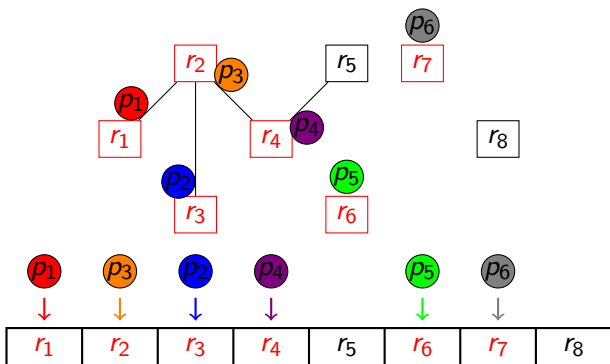 p6
r2 r5 r7
p3
p1
r1 r4 p4 r8
p2 p5
r3 r6
p1 p3 p2 p4 p5 p6
r1 r2 r3 r4 r5 r6 r7 r8